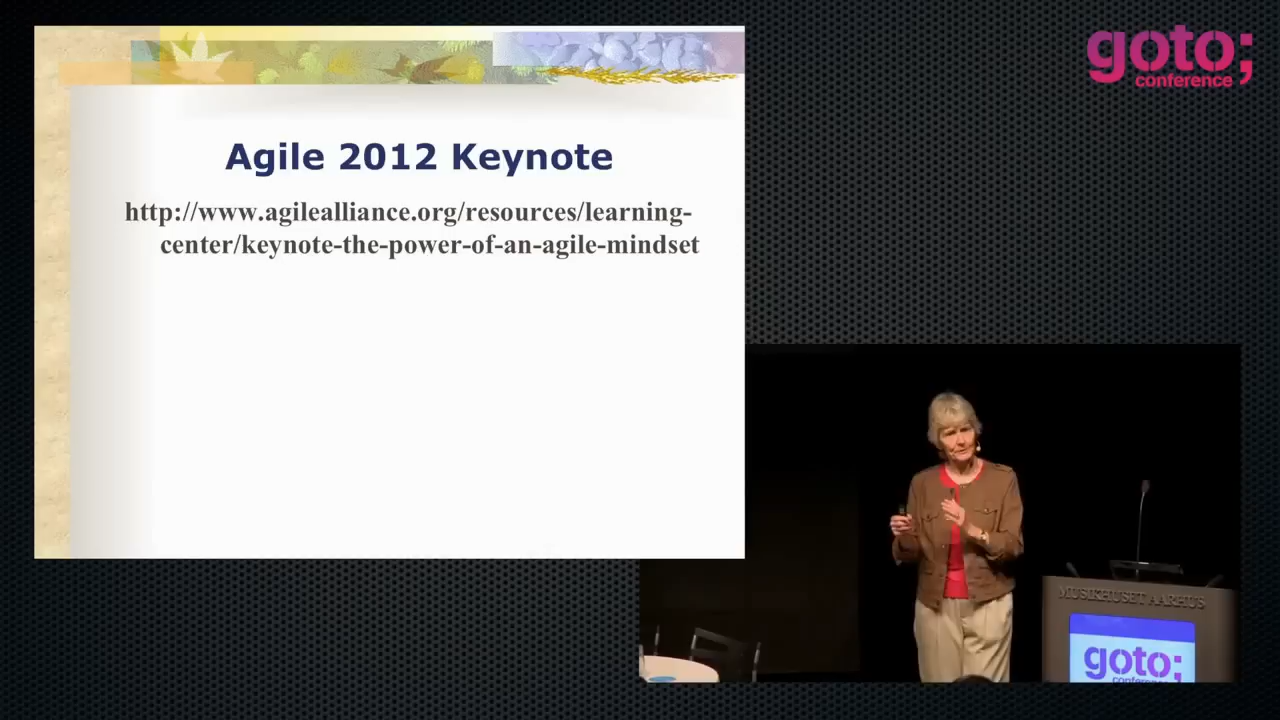 goto;
conference
Agile 2012 Keynote
http://www.agilealliance.org/resources/learning-
center/keynote-the-power-of-an-agile-mindset
MUSIKHUSET AARHUS
goto;
conference